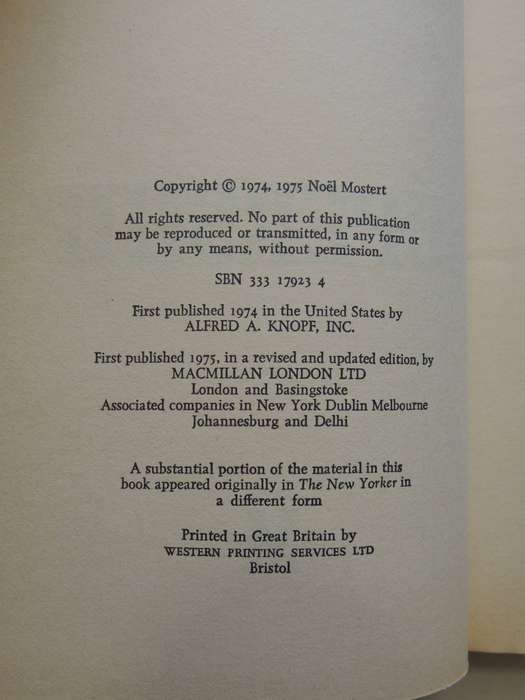 Copyright © 1974, 1975 Noël Mostert
All rights reserved. No part of this publication
may be reproduced or transmitted, in any form or
by any means, without permission.
SBN 333 17923 4
First published 1974 in the United States by
ALFRED A. KNOPF, INC.
First published 1975, in a revised and updated edition, by
MACMILLAN LONDON LTD
London and Basingstoke
Associated companies in New York Dublin Melbourne
Johannesburg and Delhi
A substantial portion of the material in this
book appeared originally in The New Yorker in
a different form
Printed in Great Britain by
WESTERN PRINTING SERVICES LTD
Bristol